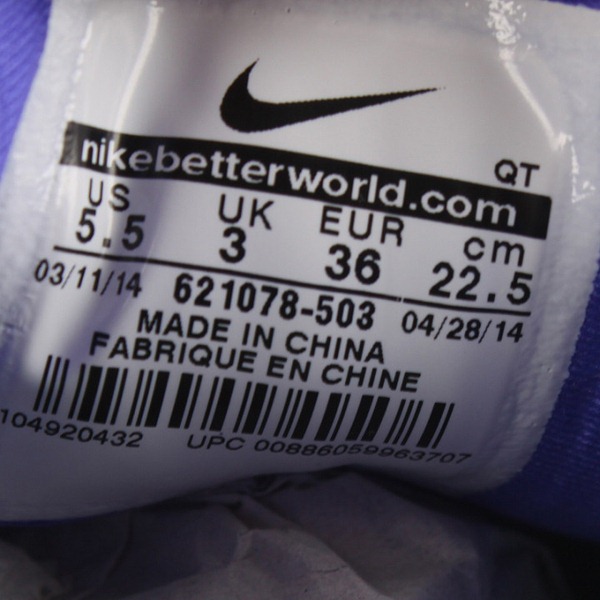 nikebetterworld.com
QT
US UK EUR cm
5.5 3 36 22.5
03/11/14 621078-503 04/28/14
MADE IN CHINA
FABRIQUE EN CHINE
104920432 UPC 00886059963707